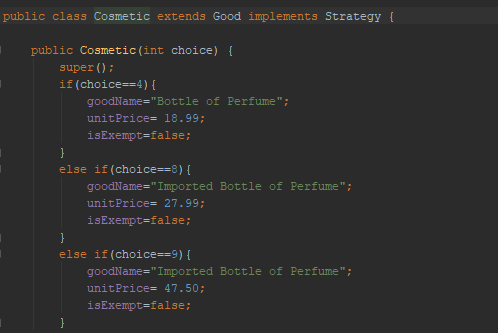 public class Cosmetic extends Good implements Strategy {
public Cosmetic(int choice) {
super();
if(choice==4){
goodName="Bottle of Perfume";
unitPrice= 18.99;
isExempt=false;
}
else if(choice==8){
goodName="Imported Bottle of Perfume";
unitPrice= 27.99;
isExempt=false;
}
else if(choice==9){
goodName="Imported Bottle of Perfume";
unitPrice= 47.50;
isExempt=false;
}